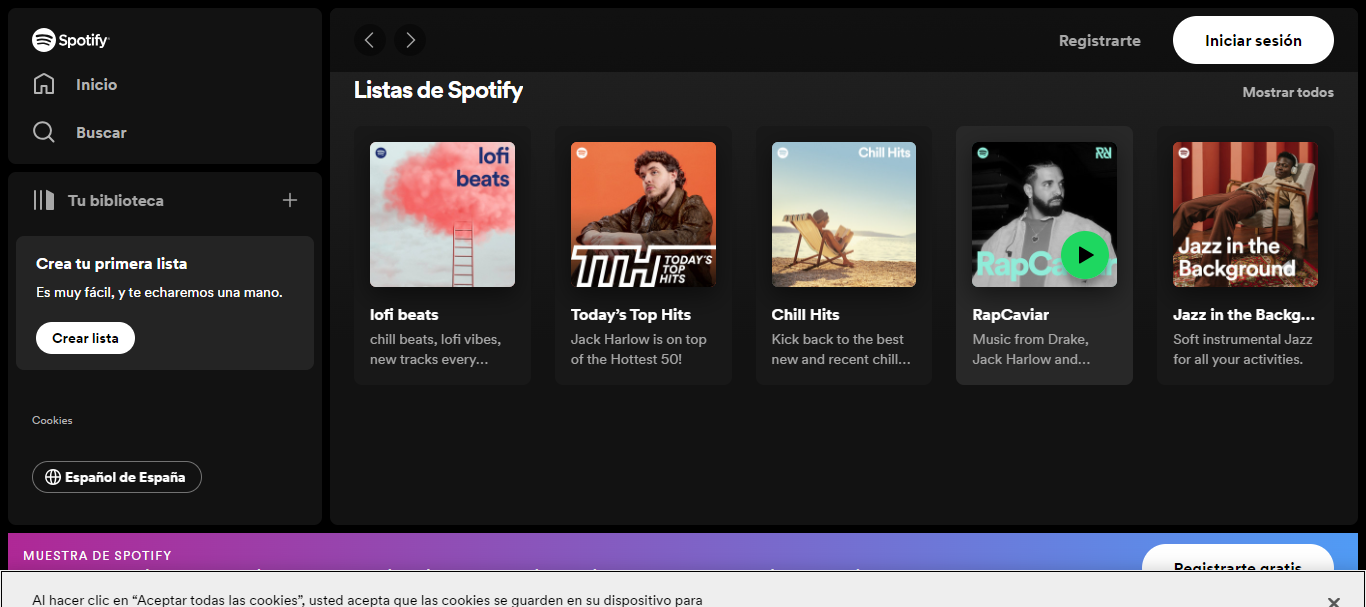 Spotify
Inicio
Buscar
Tu biblioteca
Crea tu primera lista
Es muy fácil, y te echaremos una mano.
Crear lista
Cookies
Español de España
Registrarte
Iniciar sesión
Listas de Spotify
Mostrar todos
lofi
beats
lofi beats
chill beats, lofi vibes,
new tracks every...
TTH TODAY'S
TOP
HITS
Today's Top Hits
Jack Harlow is on top
of the Hottest 50!
Chill Hits
Chill Hits
Kick back to the best
new and recent chill...
RapCaviar
Music from Drake,
Jack Harlow and...
Jazz in the
Background
Jazz in the Backg...
Soft instrumental Jazz
for all your activities.
MUESTRA DE SPOTIFY
Registrarte gratis
Al hacer clic en “Aceptar todas las cookies”, usted acepta que las cookies se guarden en su dispositivo para